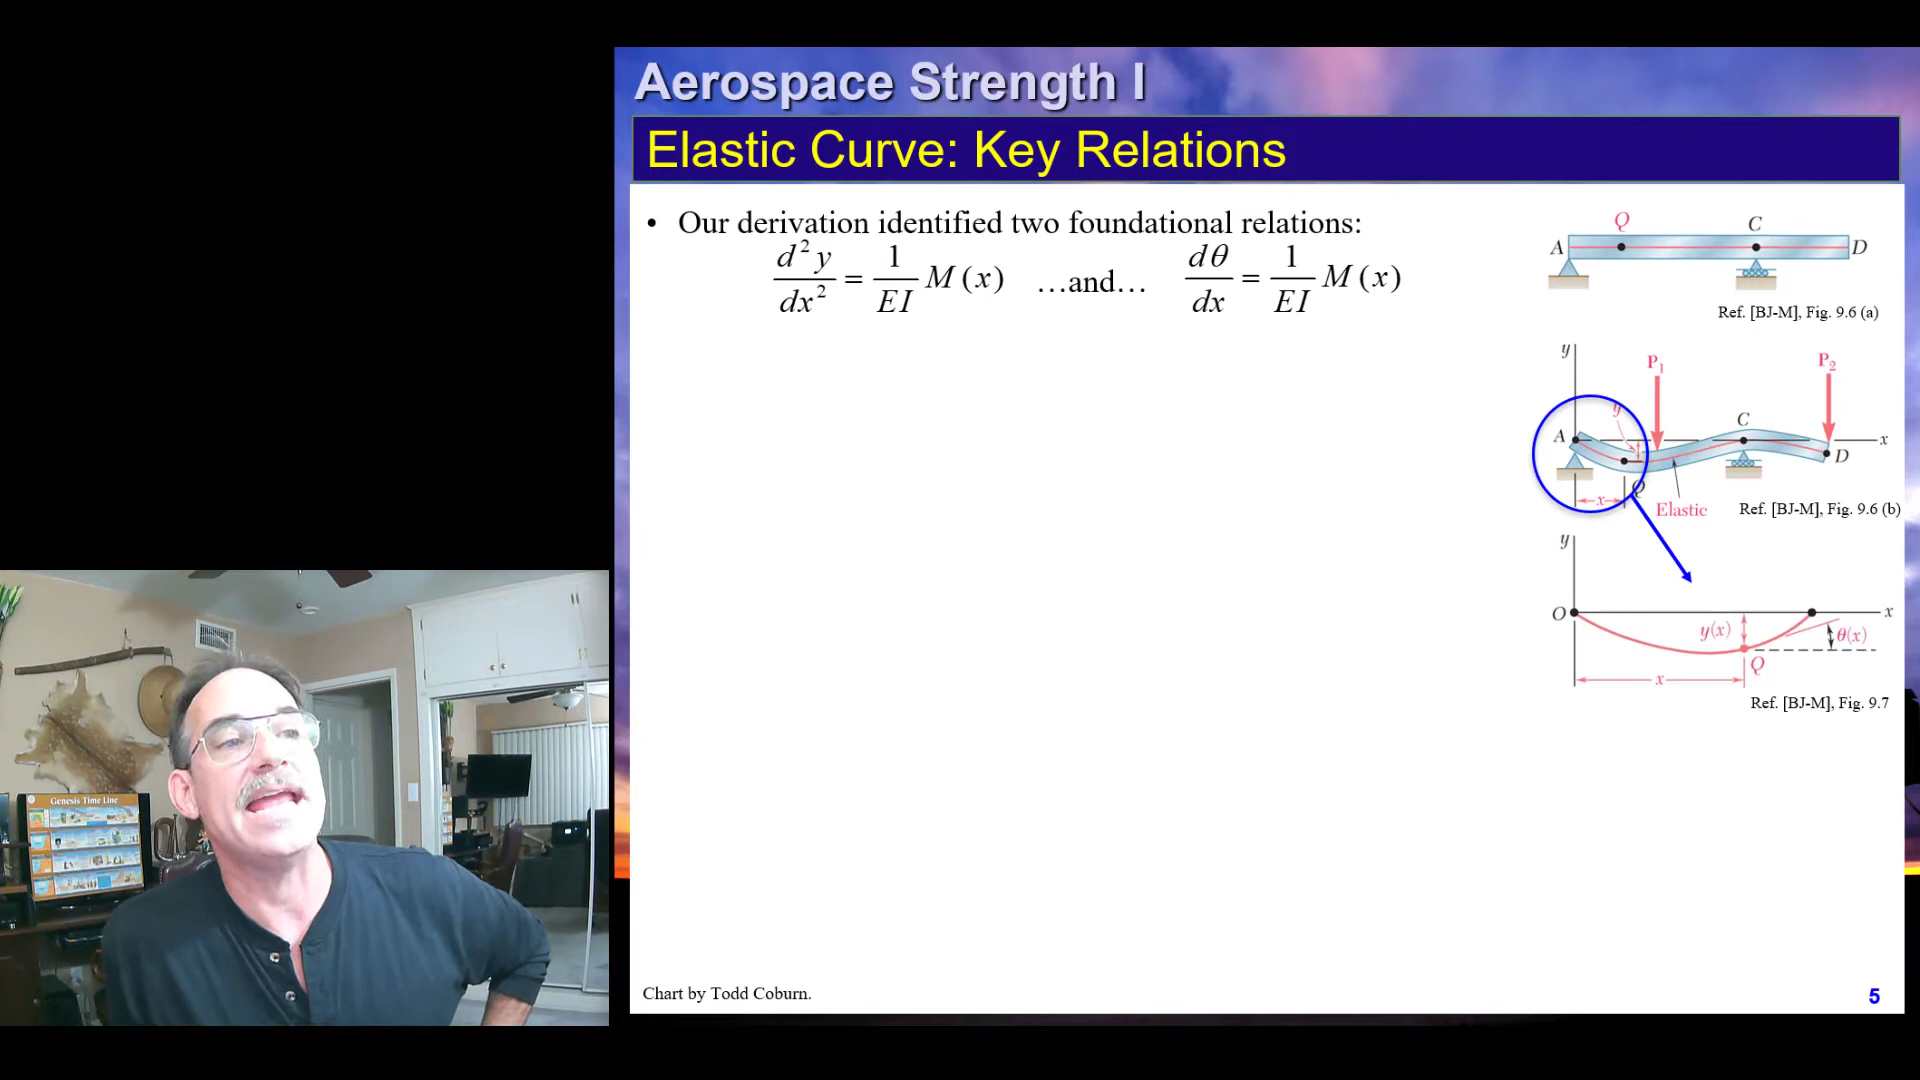 Aerospace Strength I
Elastic Curve: Key Relations
• Our derivation identified two foundational relations:
d²y/dx² = 1/EI M(x) …and… dθ/dx = 1/EI M(x)
Q C
A D
Ref. [BJ-M], Fig. 9.6 (a)
y
P₁ P₂
y
A C x
D
Q
x
Elastic
Ref. [BJ-M], Fig. 9.6 (b)
y
O x
y(x) θ(x)
Q
x
Ref. [BJ-M], Fig. 9.7
Genesis Time Line
Chart by Todd Coburn.
5